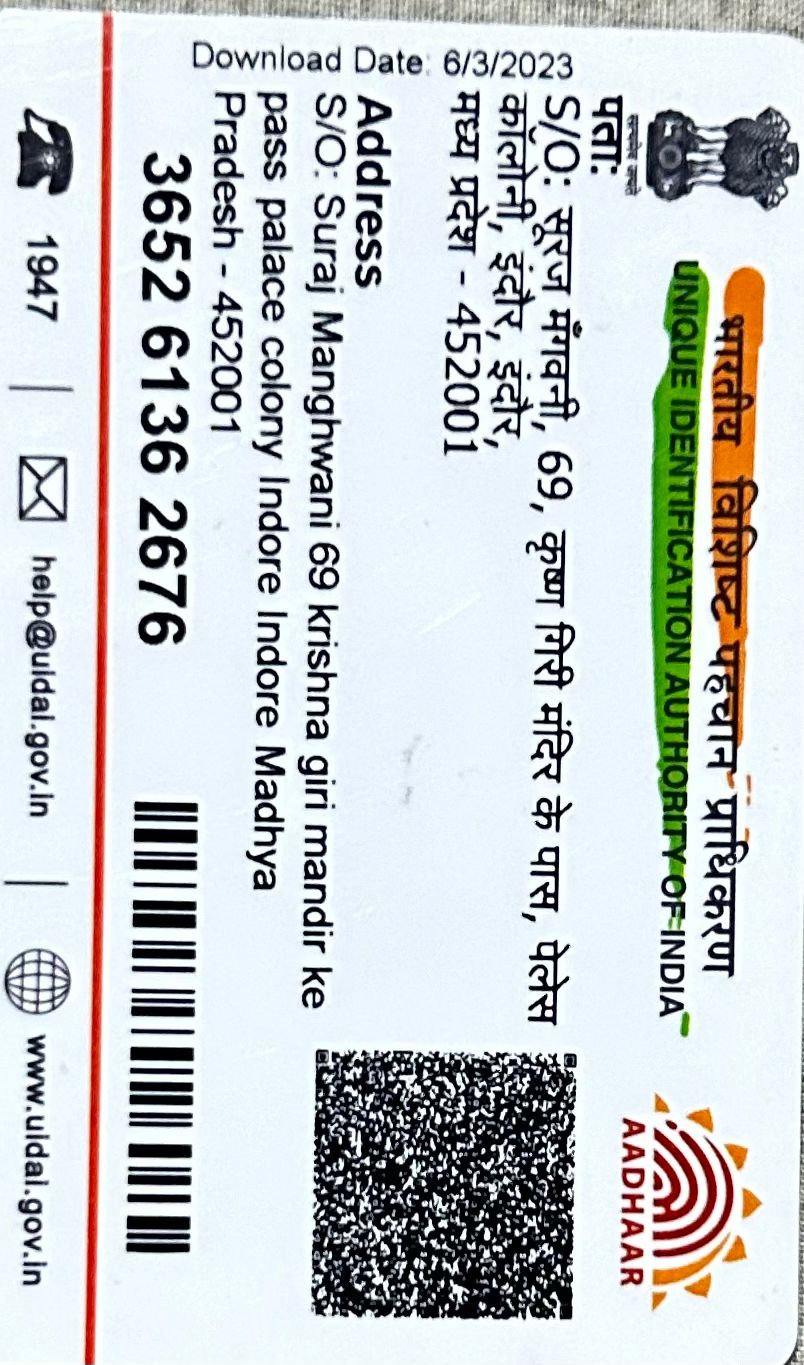 भारतीय विशिष्ट पहचान प्राधिकरण
UNIQUE IDENTIFICATION AUTHORITY OF INDIA
सत्यमेव जयते
AADHAAR
पता:
S/O: सूरज मँगवनी, 69, कृष्ण गिरी मंदिर के पास, पेलेस
कॉलोनी, इंदौर, इंदौर,
मध्य प्रदेश - 452001
Address
S/O: Suraj Manghwani 69 krishna giri mandir ke
pass palace colony Indore Indore Madhya
Pradesh - 452001
Download Date: 6/3/2023
3652 6136 2676
1947 | help@uidai.gov.in | www.uidai.gov.in